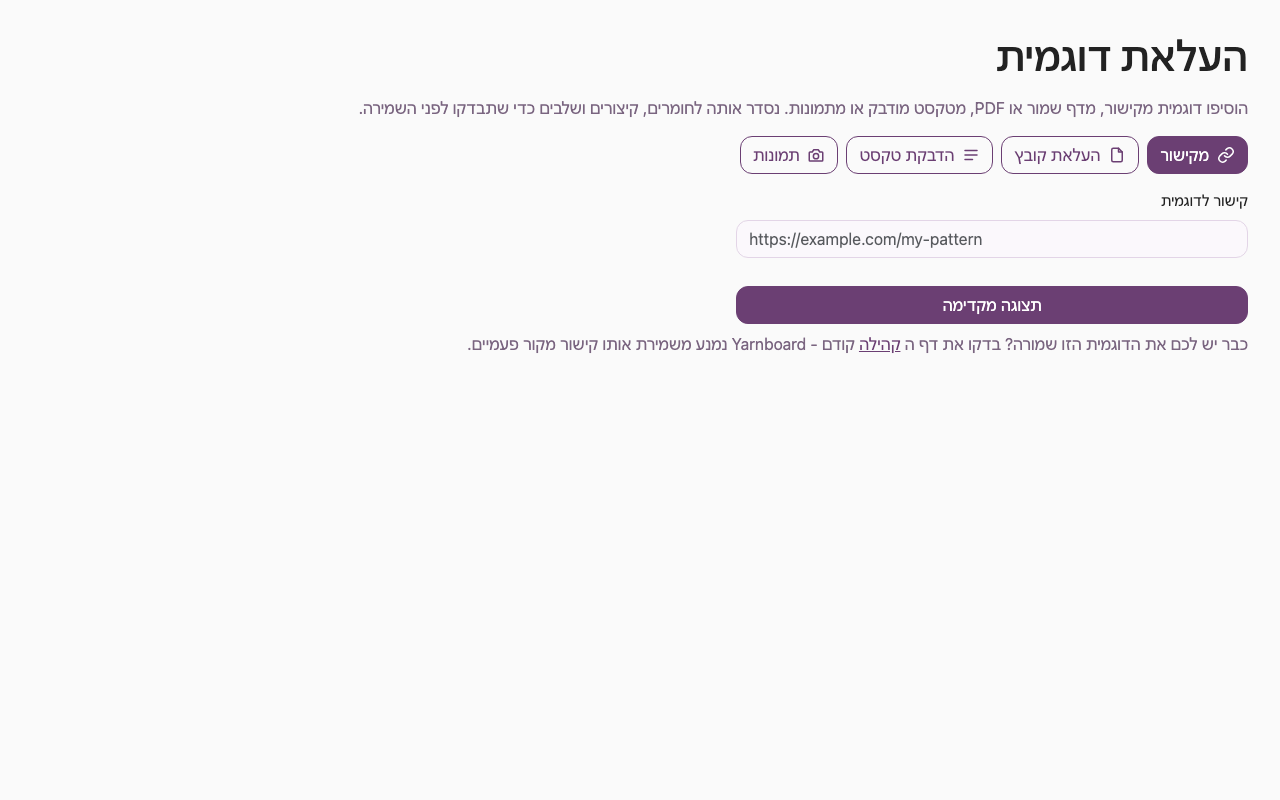 העלאת דוגמית
הוסיפו דוגמית מקישור, מדף שמור או PDF, מטקסט מודבק או מתמונות. נסדר אותה לחומרים, קיצורים ושלבים כדי שתבדקו לפני השמירה.
מקישור
העלאת קובץ
הדבקת טקסט
תמונות
קישור לדוגמית
https://example.com/my-pattern
תצוגה מקדימה
כבר יש לכם את הדוגמית הזו שמורה? בדקו את דף ה קהילה קודם - Yarnboard נמנע משמירת אותו קישור מקור פעמיים.